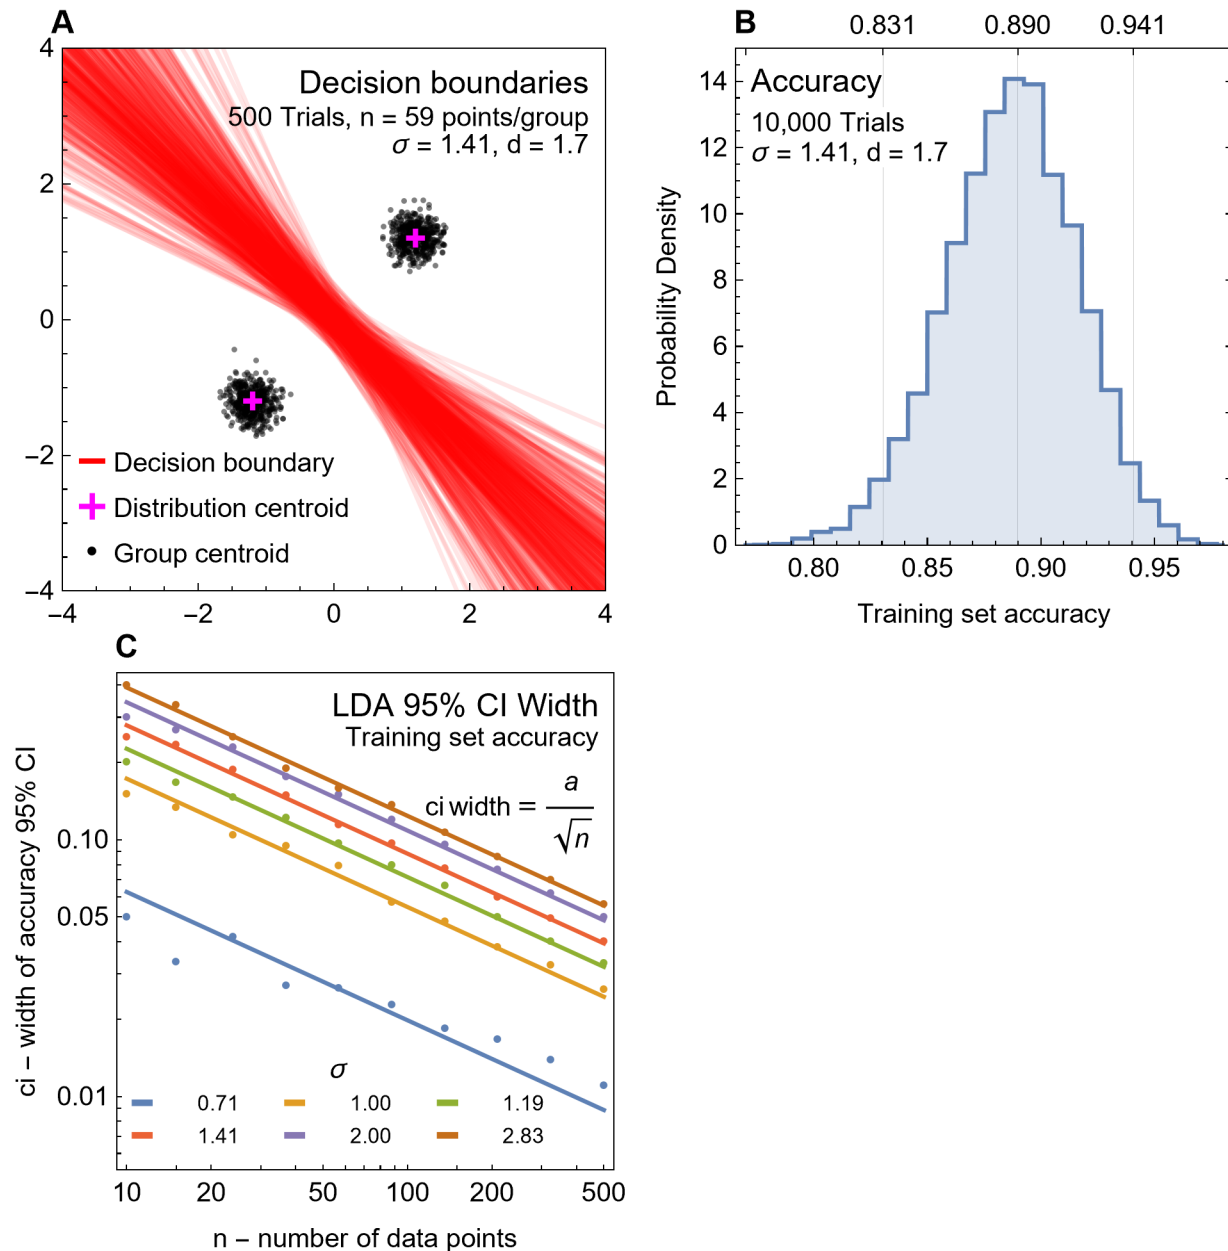 A
4
2
0
−2
−4
−4
−2
0
2
4
Decision boundaries
500 Trials, n = 59 points/group
σ = 1.41, d = 1.7
Decision boundary
Distribution centroid
Group centroid
B
0.831
0.890
0.941
14
12
10
8
6
4
2
0
Probability Density
Accuracy
10,000 Trials
σ = 1.41, d = 1.7
0.80
0.85
0.90
0.95
Training set accuracy
C
LDA 95% CI Width
Training set accuracy
ci width = a / √n
ci − width of accuracy 95% CI
0.10
0.05
0.01
σ
0.71
1.00
1.19
1.41
2.00
2.83
10
20
50
100
200
500
n − number of data points